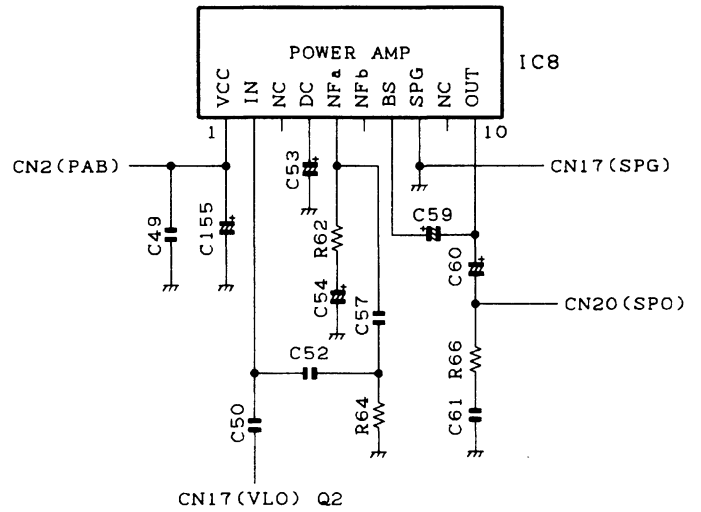 POWER AMP
IC8
VCC
IN
NC
DC
NFa
NFb
BS
SPG
NC
OUT
1
10
CN2(PAB)
C53
CN17(SPG)
C49
C155
R62
C59
C60
C54
C57
CN20(SPO)
C52
R66
C50
R64
C61
CN17(VLO) Q2